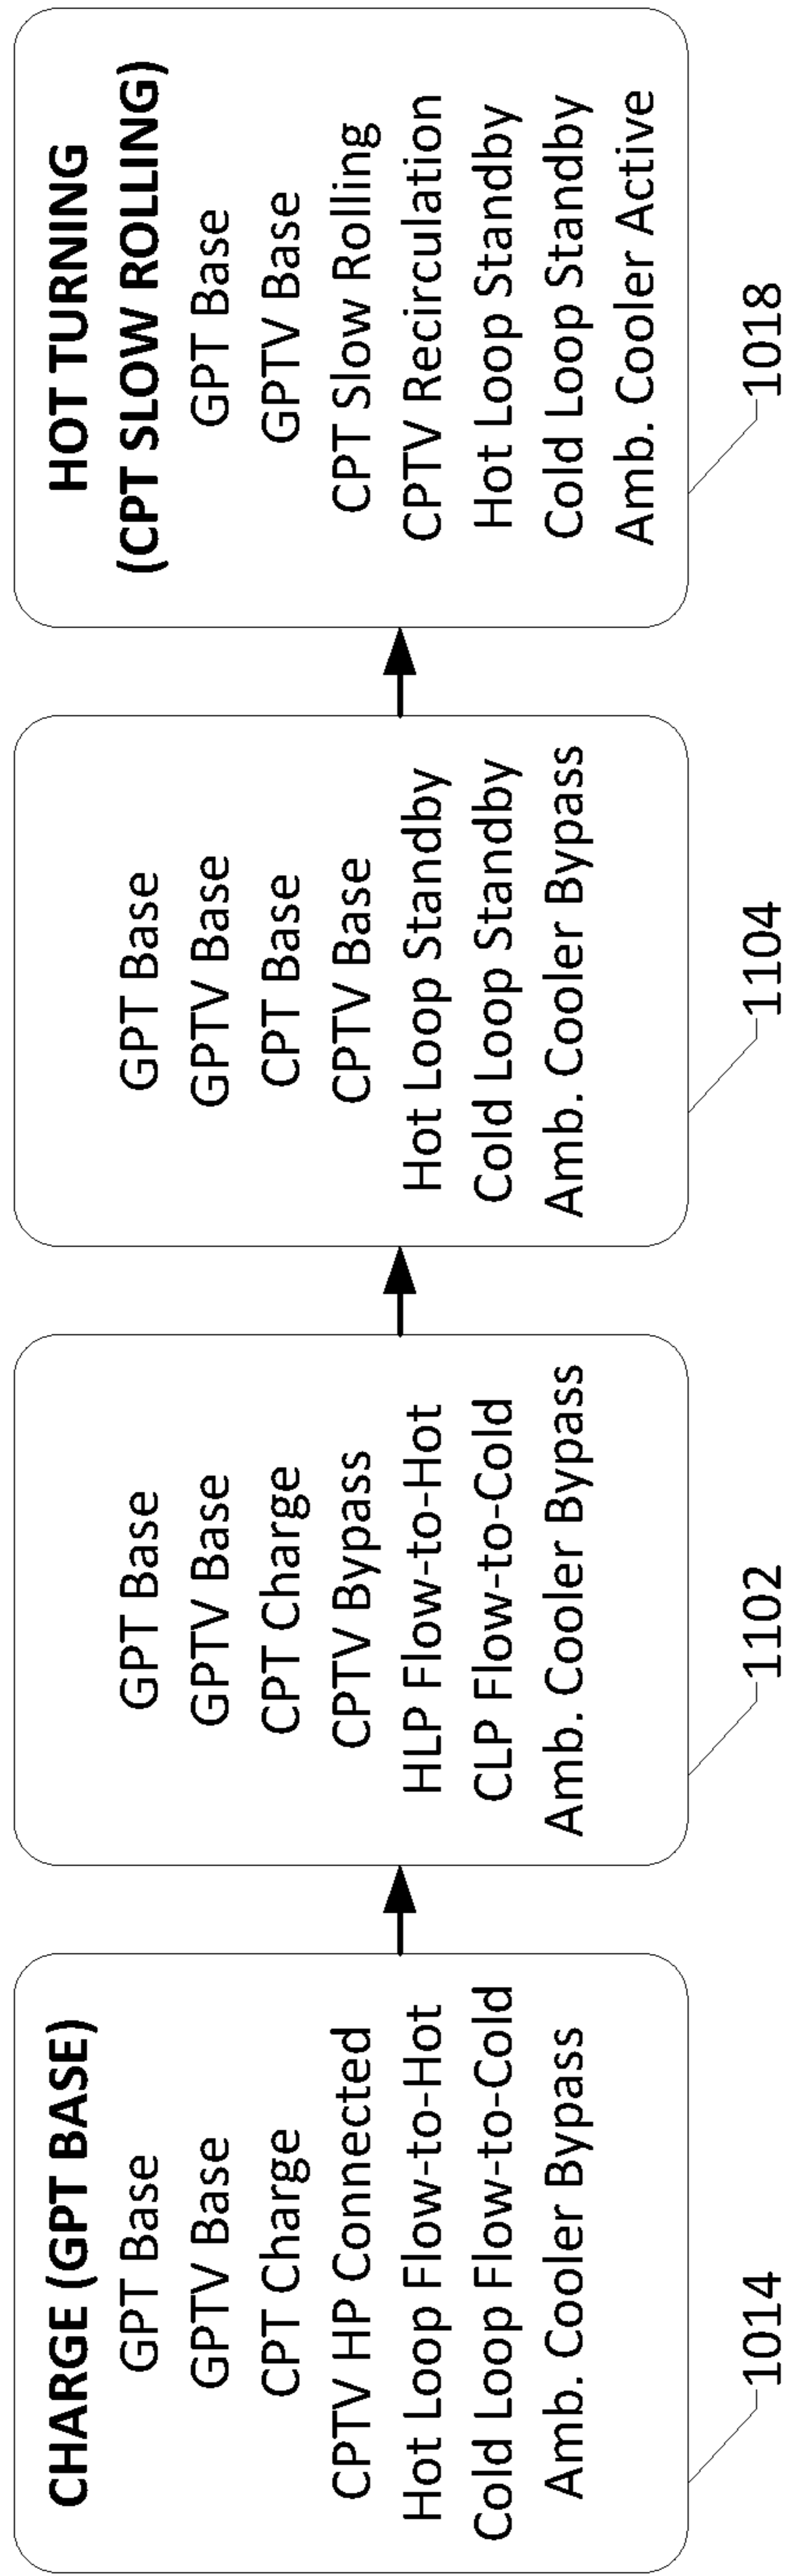 CHARGE (GPT BASE)
GPT Base
GPTV Base
CPT Charge
CPTV HP Connected
Hot Loop Flow-to-Hot
Cold Loop Flow-to-Cold
Amb. Cooler Bypass
1014
GPT Base
GPTV Base
CPT Charge
CPTV Bypass
HLP Flow-to-Hot
CLP Flow-to-Cold
Amb. Cooler Bypass
1102
GPT Base
GPTV Base
CPT Base
CPTV Base
Hot Loop Standby
Cold Loop Standby
Amb. Cooler Bypass
1104
HOT TURNING
(CPT SLOW ROLLING)
GPT Base
GPTV Base
CPT Slow Rolling
CPTV Recirculation
Hot Loop Standby
Cold Loop Standby
Amb. Cooler Active
1018